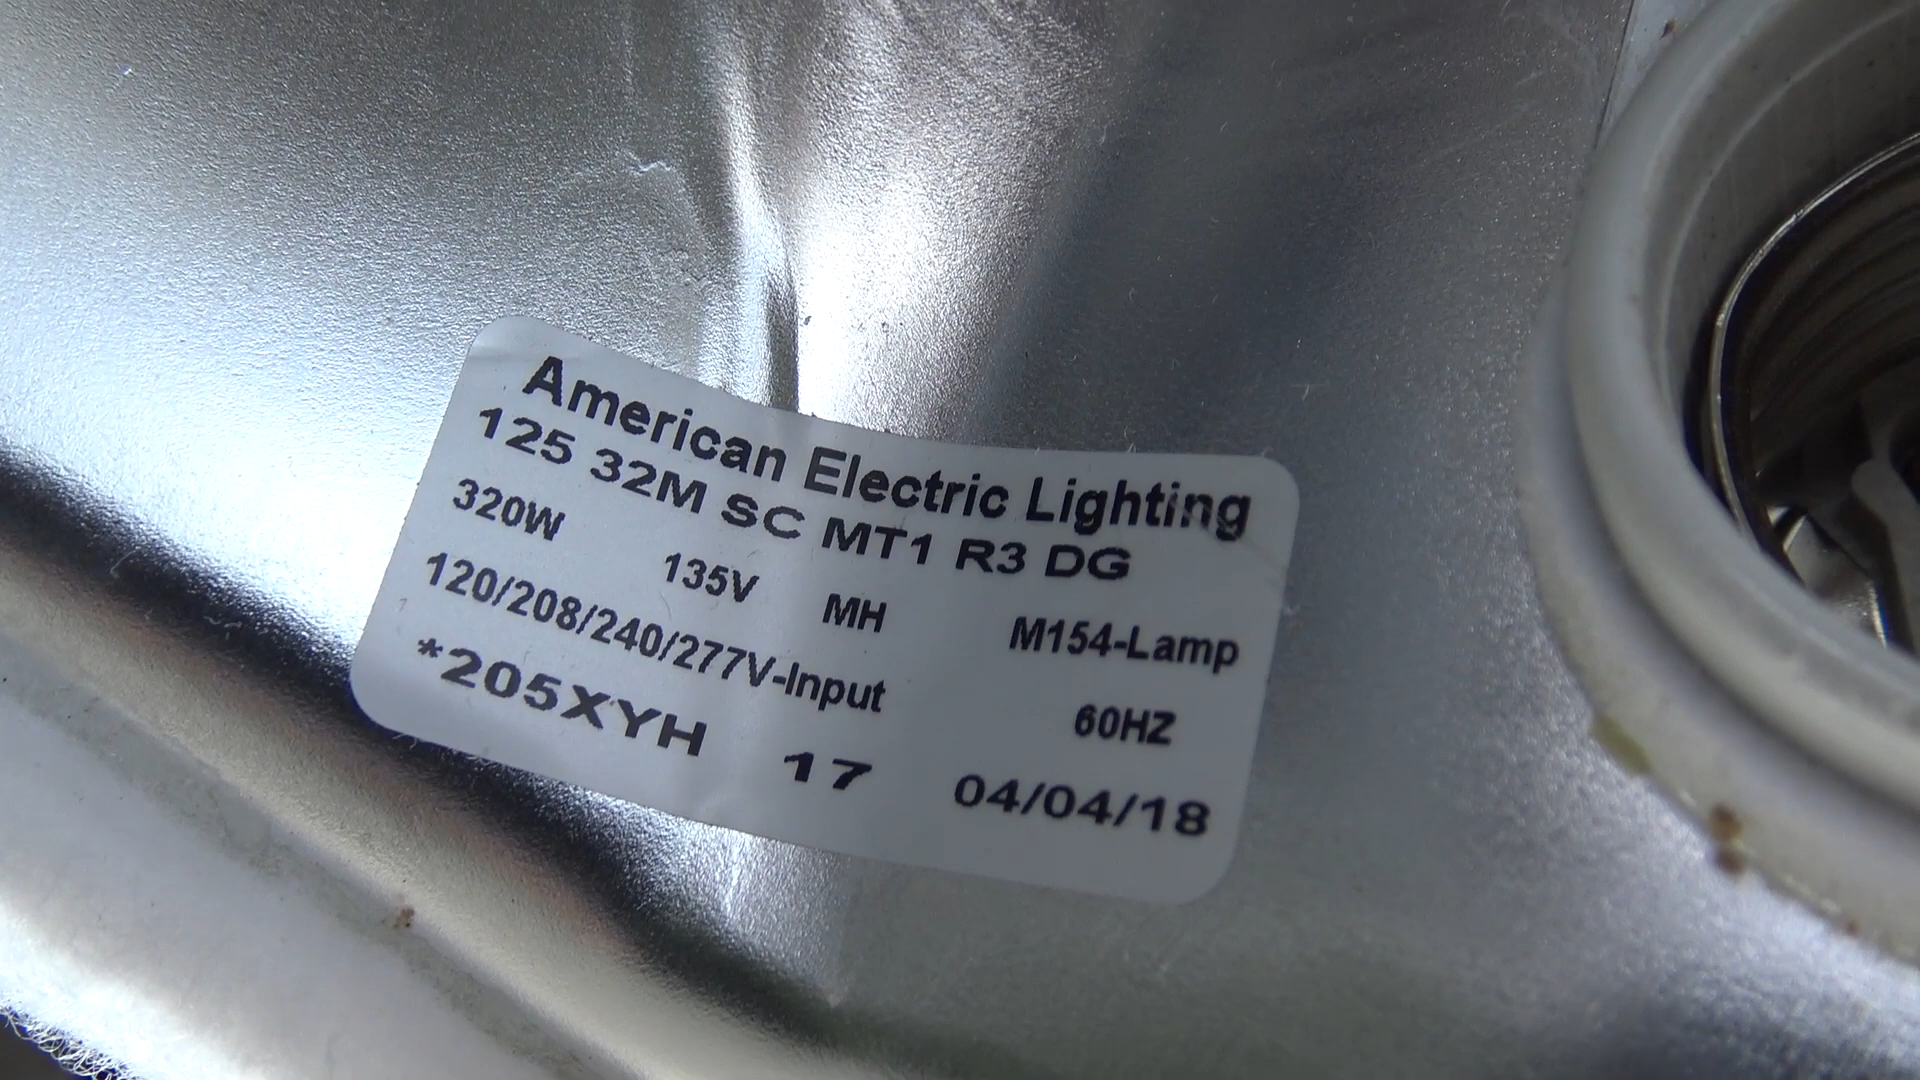 American Electric Lighting
125 32M SC MT1 R3 DG
320W 135V MH M154-Lamp
120/208/240/277V-Input 60HZ
*205XYH 17 04/04/18